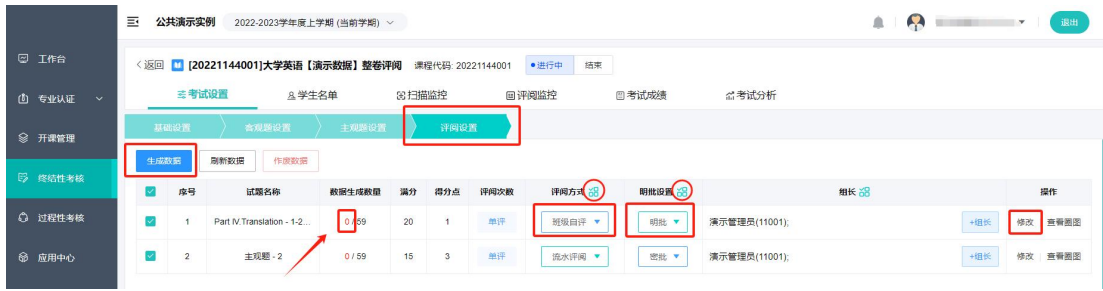 公共演示实例 2022-2023学年度上学期 (当前学期) 退出
工作台
专业认证
开课管理
终结性考核
过程性考核
应用中心
返回 [20221144001]大学英语【演示数据】整卷评阅 课程代码: 20221144001 进行中 结束
考试设置 学生名单 扫描监控 评阅监控 考试成绩 考试分析
基础设置 客观题设置 主观题设置 评阅设置
生成数据 刷新数据 作废数据
序号 试题名称 数据生成数量 满分 得分点 评阅次数 评阅方式 明批设置 组长 操作
1 Part IV.Translation - 1-2... 0 / 59 20 1 单评 班级自评 明批 演示管理员(11001); +组长 修改 查看圈图
2 主观题 - 2 0 / 59 15 3 单评 流水评阅 密批 演示管理员(11001); +组长 修改 查看圈图